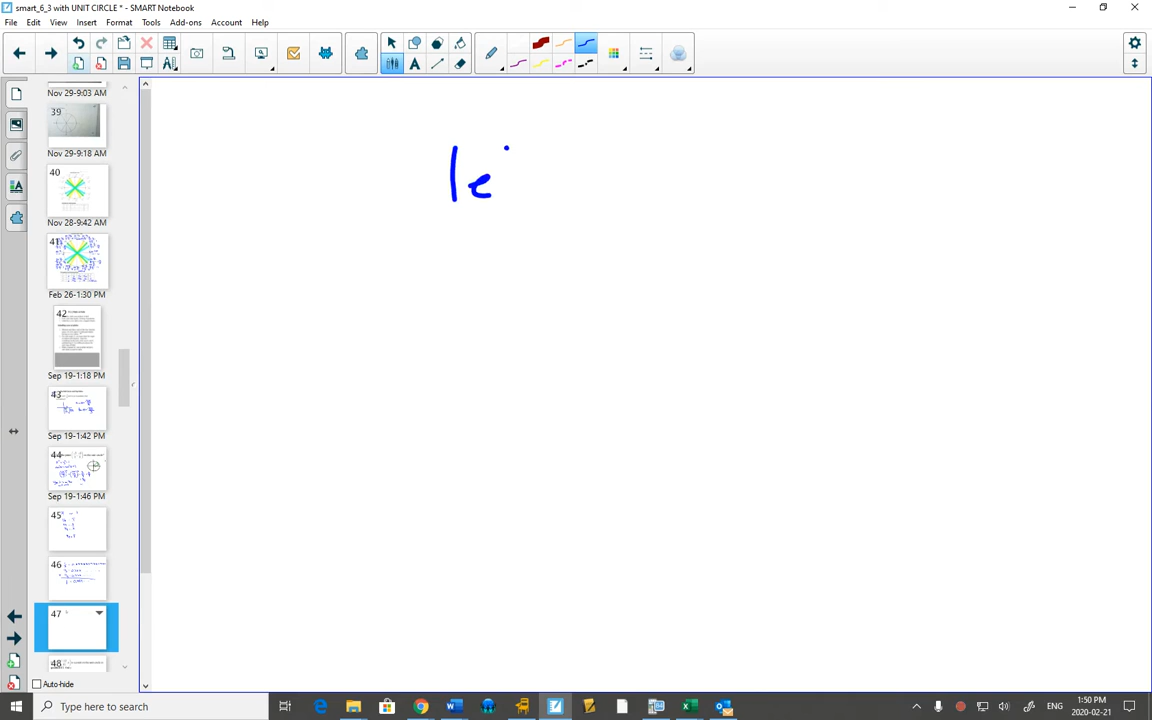 smart_6_3 with UNIT CIRCLE * - SMART Notebook
File Edit View Insert Format Tools Add-ons Account Help
Nov 29-9:03 AM
39
Nov 29-9:18 AM
40
Nov 28-9:42 AM
41
Feb 26-1:30 PM
42
Sep 19-1:18 PM
43
Sep 19-1:42 PM
44
Sep 19-1:46 PM
45
46
47
48
Auto-hide
le
Type here to search
ENG
1:50 PM
2020-02-21